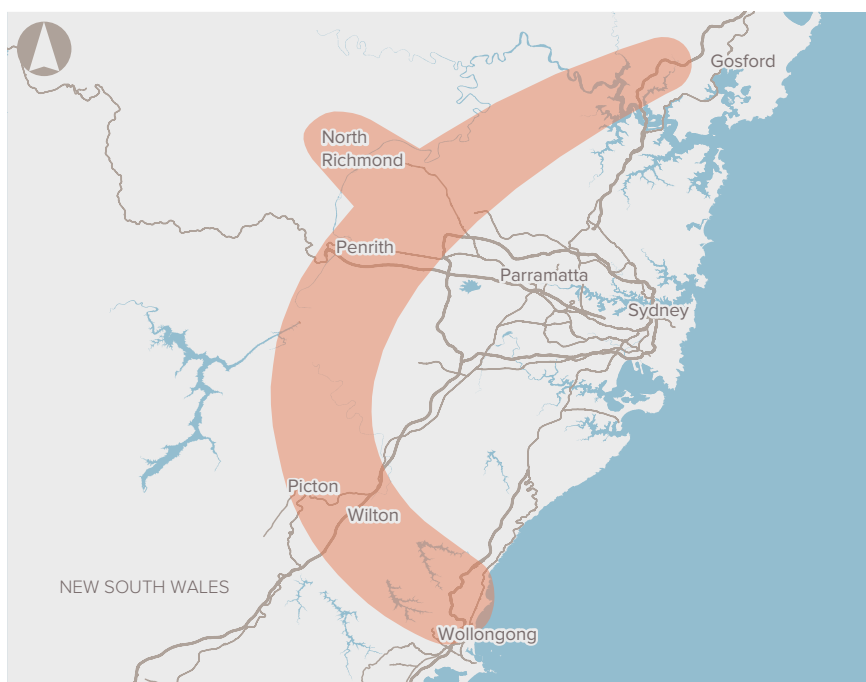 Gosford
North
Richmond
Penrith
Parramatta
Sydney
Picton
Wilton
NEW SOUTH WALES
Wollongong